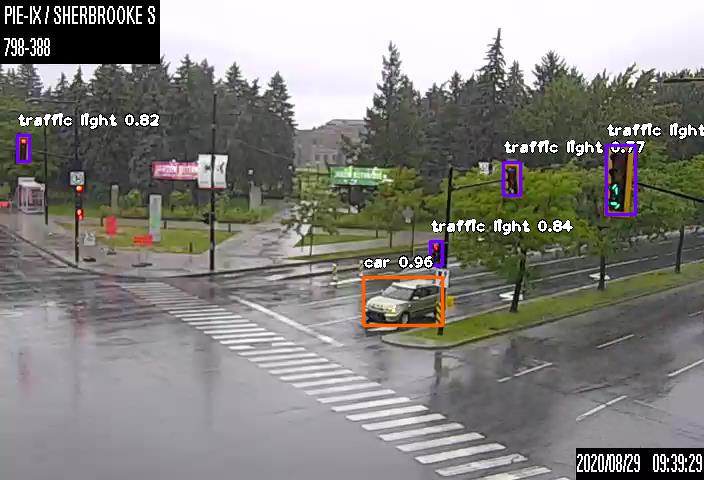 PIE-IX / SHERBROOKE S
798-388
traffic light 0.82
traffic light
traffic light 0.77
traffic light 0.84
car 0.96
2020/08/29 09:39:29